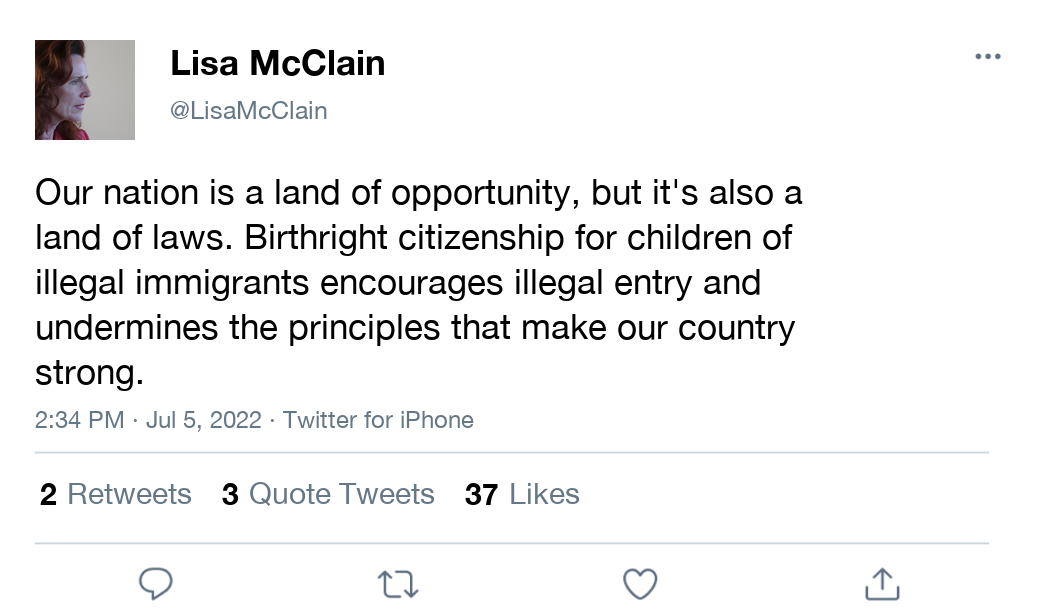 Lisa McClain
@LisaMcClain
Our nation is a land of opportunity, but it's also a
land of laws. Birthright citizenship for children of
illegal immigrants encourages illegal entry and
undermines the principles that make our country
strong.
2:34 PM · Jul 5, 2022 · Twitter for iPhone
2 Retweets 3 Quote Tweets 37 Likes